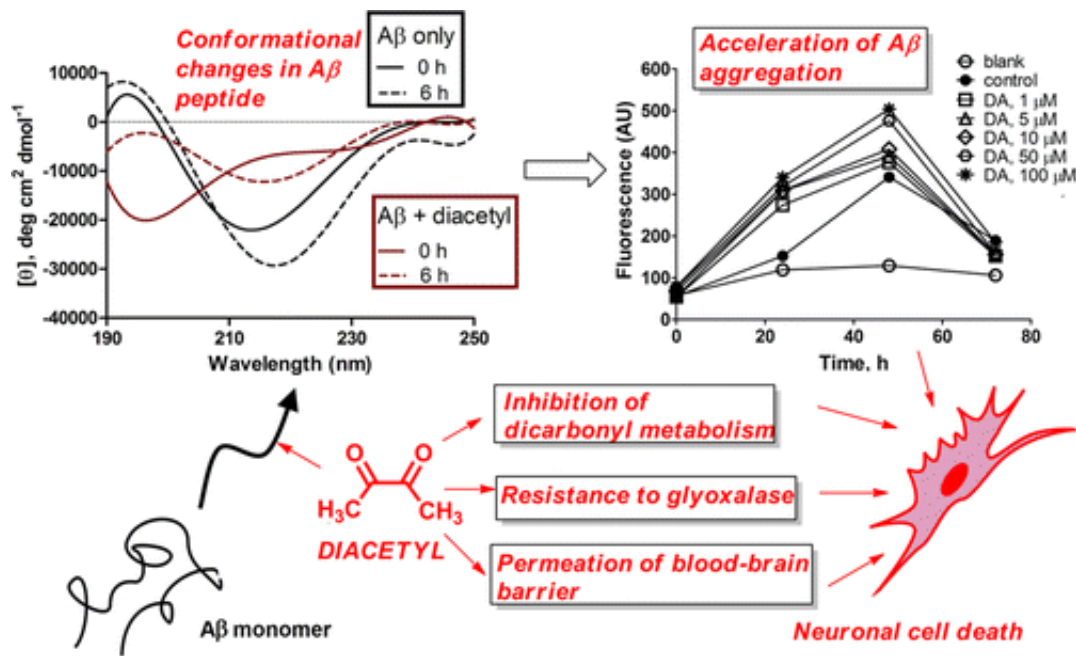 Conformational
changes in Aβ
peptide
Aβ only
0 h
6 h
10000
0
-10000
-20000
-30000
-40000
[θ], deg cm² dmol⁻¹
Aβ + diacetyl
0 h
6 h
190
210
230
250
Wavelength (nm)
Acceleration of Aβ
aggregation
600
500
400
300
200
100
0
Fluorescence (AU)
blank
control
DA, 1 μM
DA, 5 μM
DA, 10 μM
DA, 50 μM
DA, 100 μM
0
20
40
60
80
Time, h
Inhibition of
dicarbonyl metabolism
Resistance to glyoxalase
Permeation of blood-brain
barrier
O
O
H₃C
CH₃
DIACETYL
Aβ monomer
Neuronal cell death